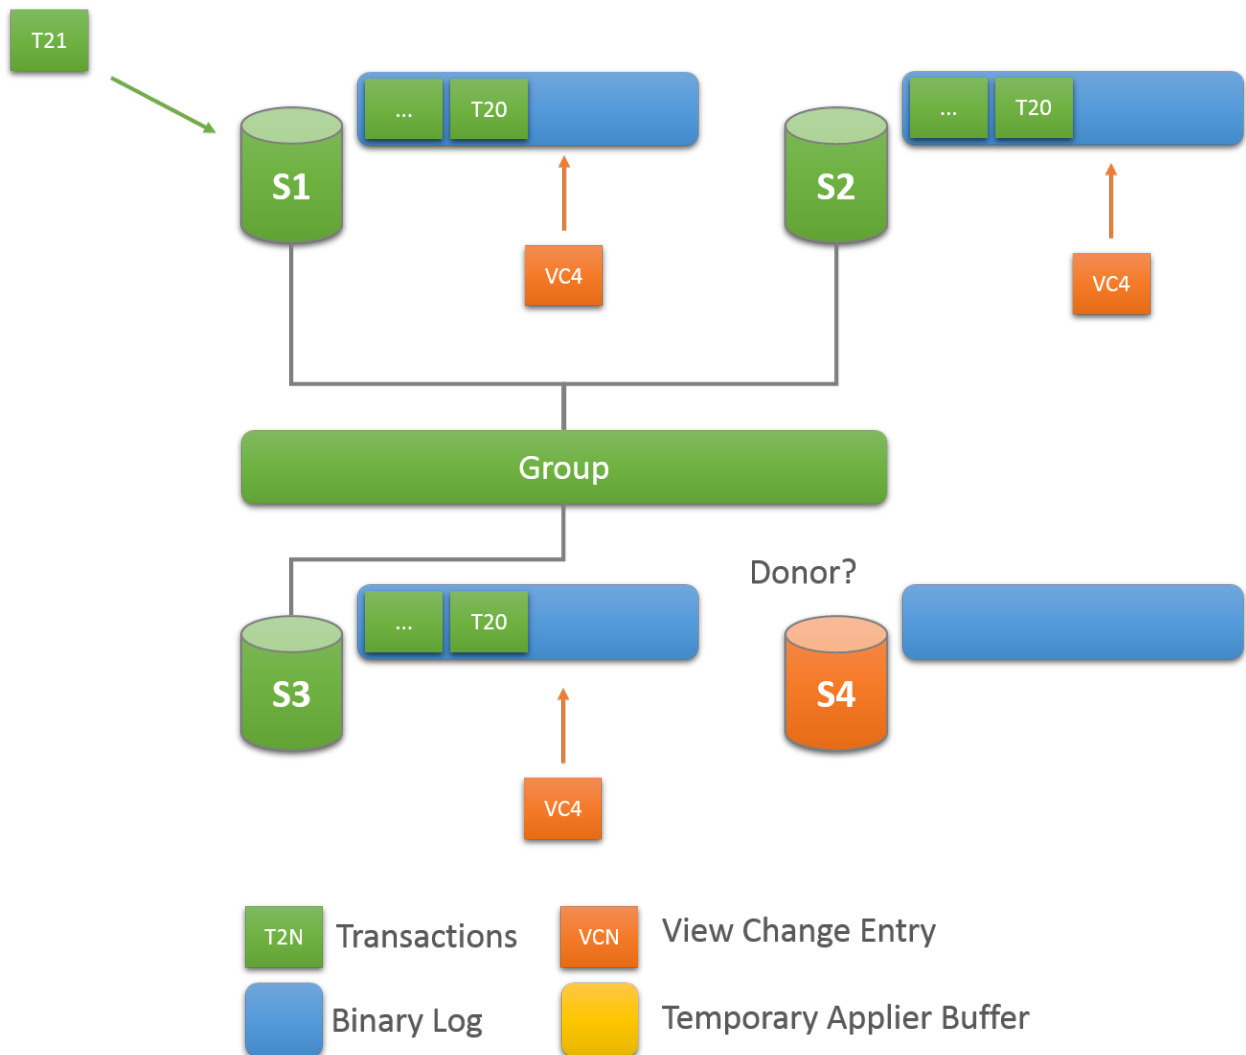 T21
... T20
... T20
S1
S2
VC4
VC4
Group
Donor?
... T20
S3
S4
VC4
T2N Transactions
VCN View Change Entry
Binary Log
Temporary Applier Buffer